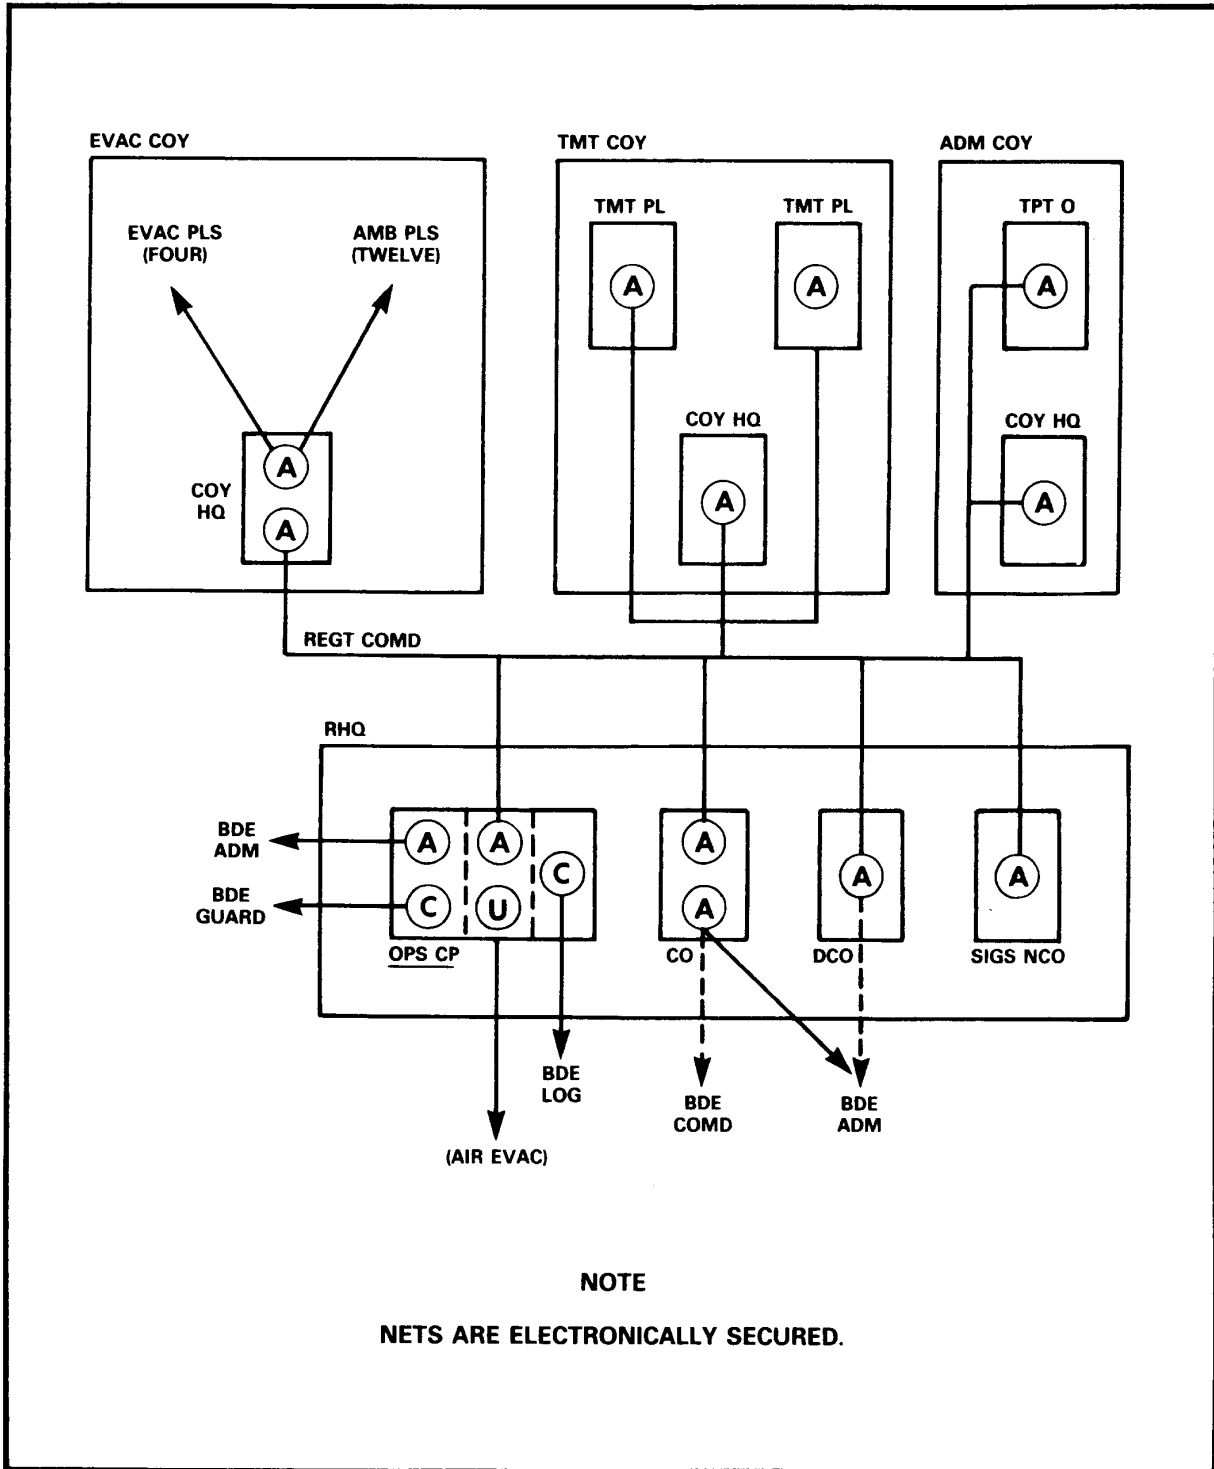 EVAC COY
TMT COY
ADM COY
EVAC PLS
(FOUR)
AMB PLS
(TWELVE)
TMT PL
TMT PL
TPT O
A
A
A
COY HQ
COY HQ
COY
HQ
A
A
A
A
REGT COMD
RHQ
BDE
ADM
A
A
C
A
A
A
BDE
GUARD
C
U
A
OPS CP
CO
DCO
SIGS NCO
BDE
LOG
BDE
COMD
BDE
ADM
(AIR EVAC)
NOTE
NETS ARE ELECTRONICALLY SECURED.